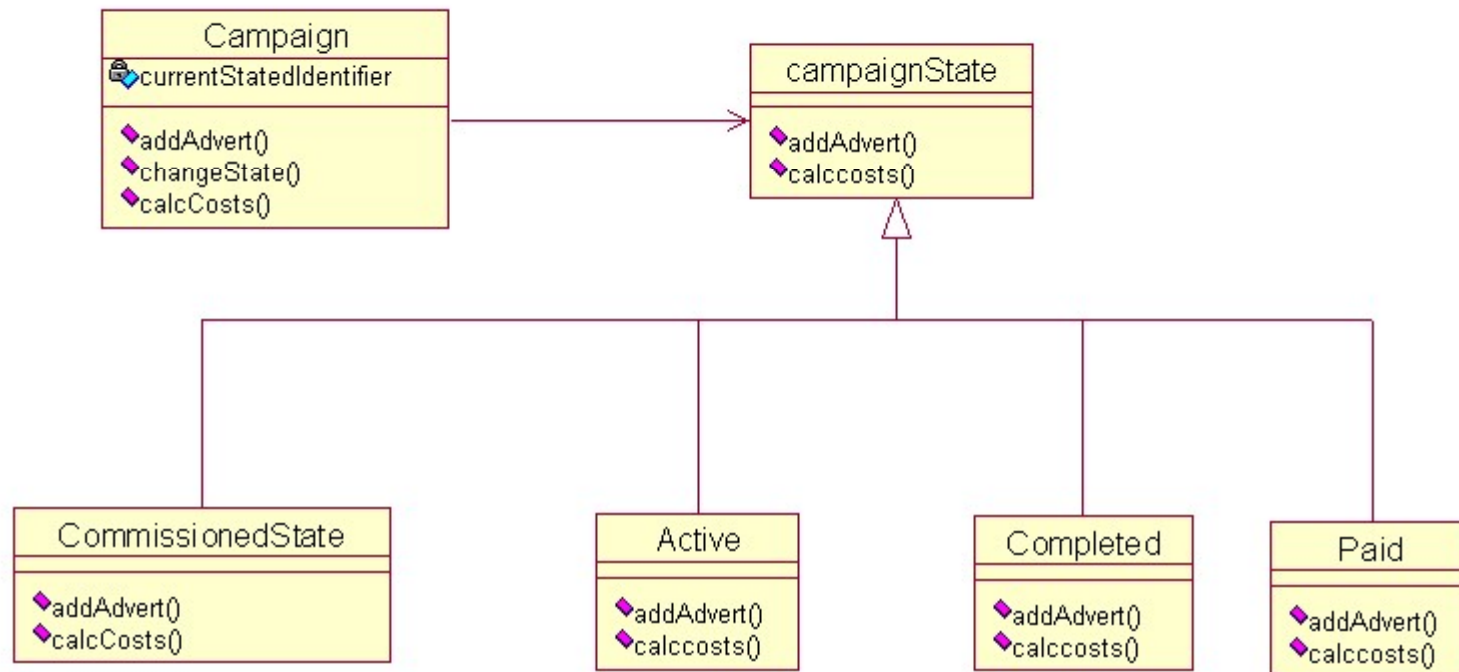 Campaign
currentStatedIdentifier
addAdvert()
changeState()
calcCosts()
campaignState
addAdvert()
calccosts()
CommissionedState
addAdvert()
calcCosts()
Active
addAdvert()
calccosts()
Completed
addAdvert()
calccosts()
Paid
addAdvert()
calccosts()